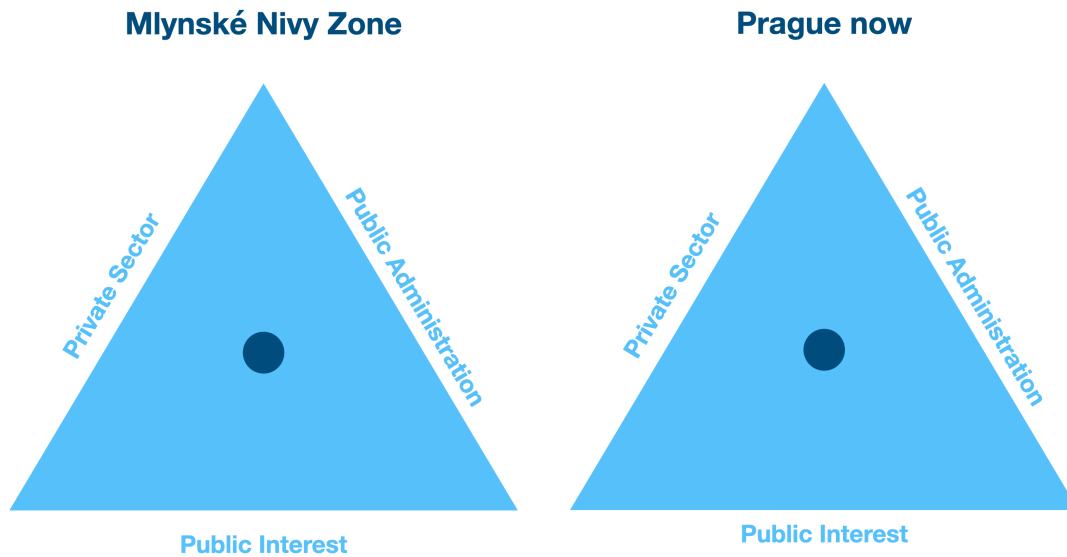 Mlynské Nivy Zone
Private Sector
Public Administration
Public Interest
Prague now
Private Sector
Public Administration
Public Interest